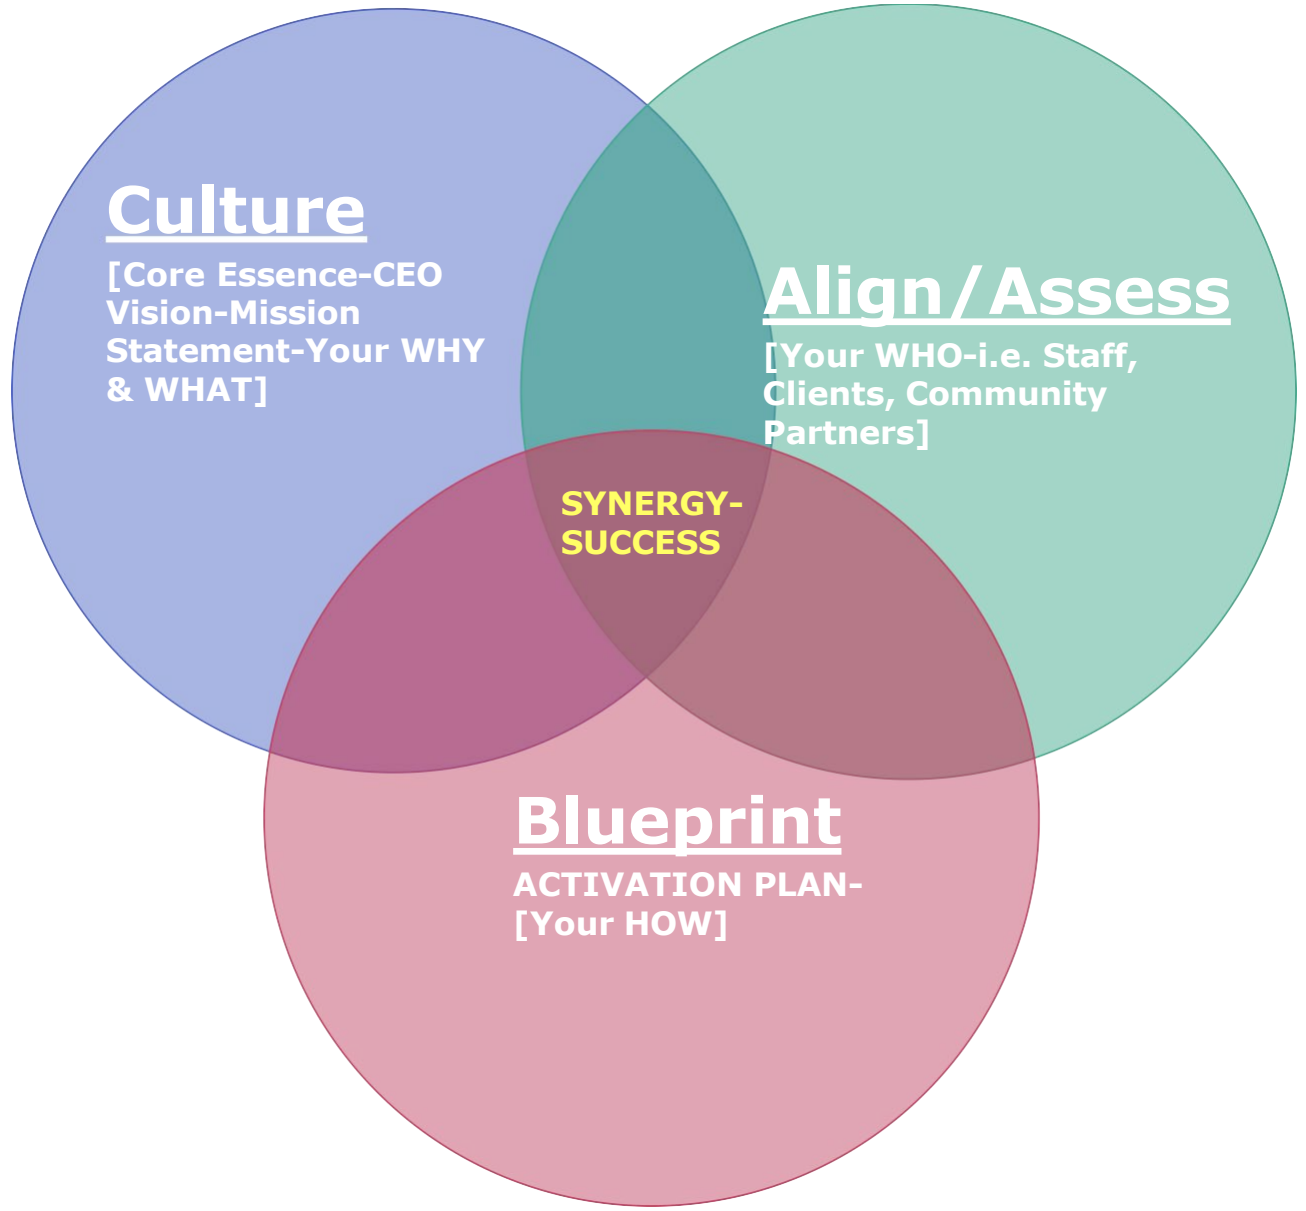 Culture
[Core Essence-CEO
Vision-Mission
Statement-Your WHY
& WHAT]
Align/Assess
[Your WHO-i.e. Staff,
Clients, Community
Partners]
SYNERGY-
SUCCESS
Blueprint
ACTIVATION PLAN-
[Your HOW]